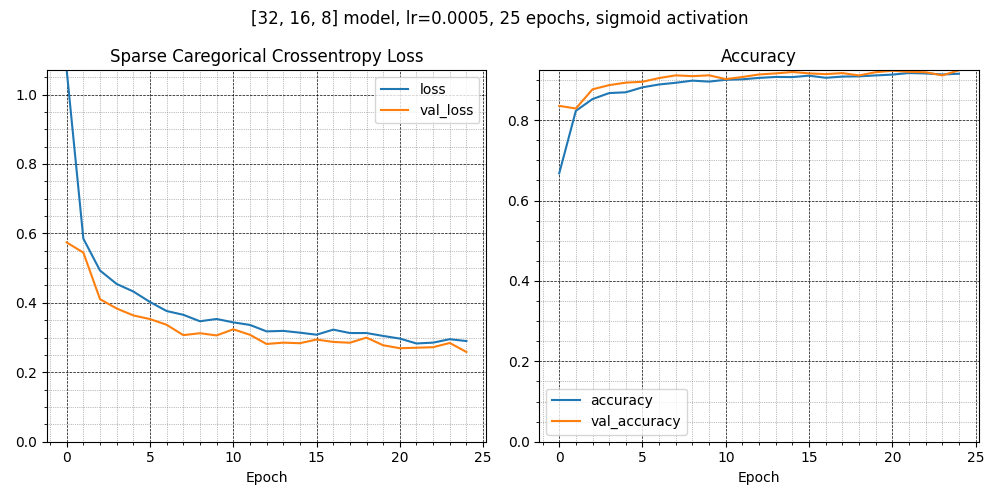 [32, 16, 8] model, lr=0.0005, 25 epochs, sigmoid activation
Sparse Caregorical Crossentropy Loss
1.0
0.8
0.6
0.4
0.2
0.0
loss
val_loss
0 5 10 15 20 25
Epoch
Accuracy
0.8
0.6
0.4
0.2
0.0
accuracy
val_accuracy
0 5 10 15 20 25
Epoch